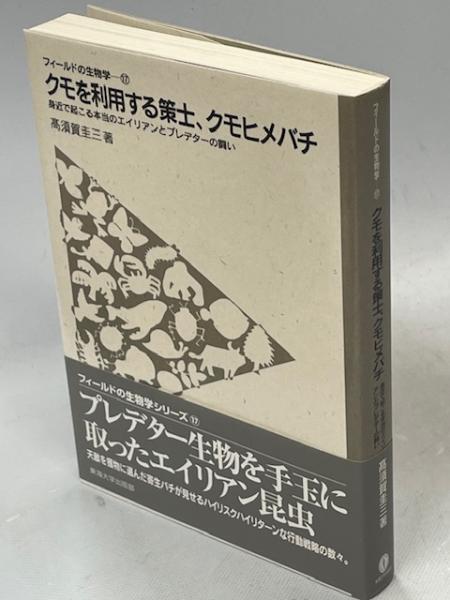 フィールドの生物学—⑰
クモを利用する策士、クモヒメバチ
身近で起こる本当のエイリアンとプレデターの闘い
髙須賀圭三 著
フィールドの生物学シリーズ⑰
プレデター生物を手玉に
取ったエイリアン昆虫
天敵を獲物に選んだ寄生バチが見せるハイリスクハイリターンな行動戦略の数々。
東海大学出版部
フィールドの生物学 ⑰
クモを利用する策士、クモヒメバチ
髙須賀圭三 著